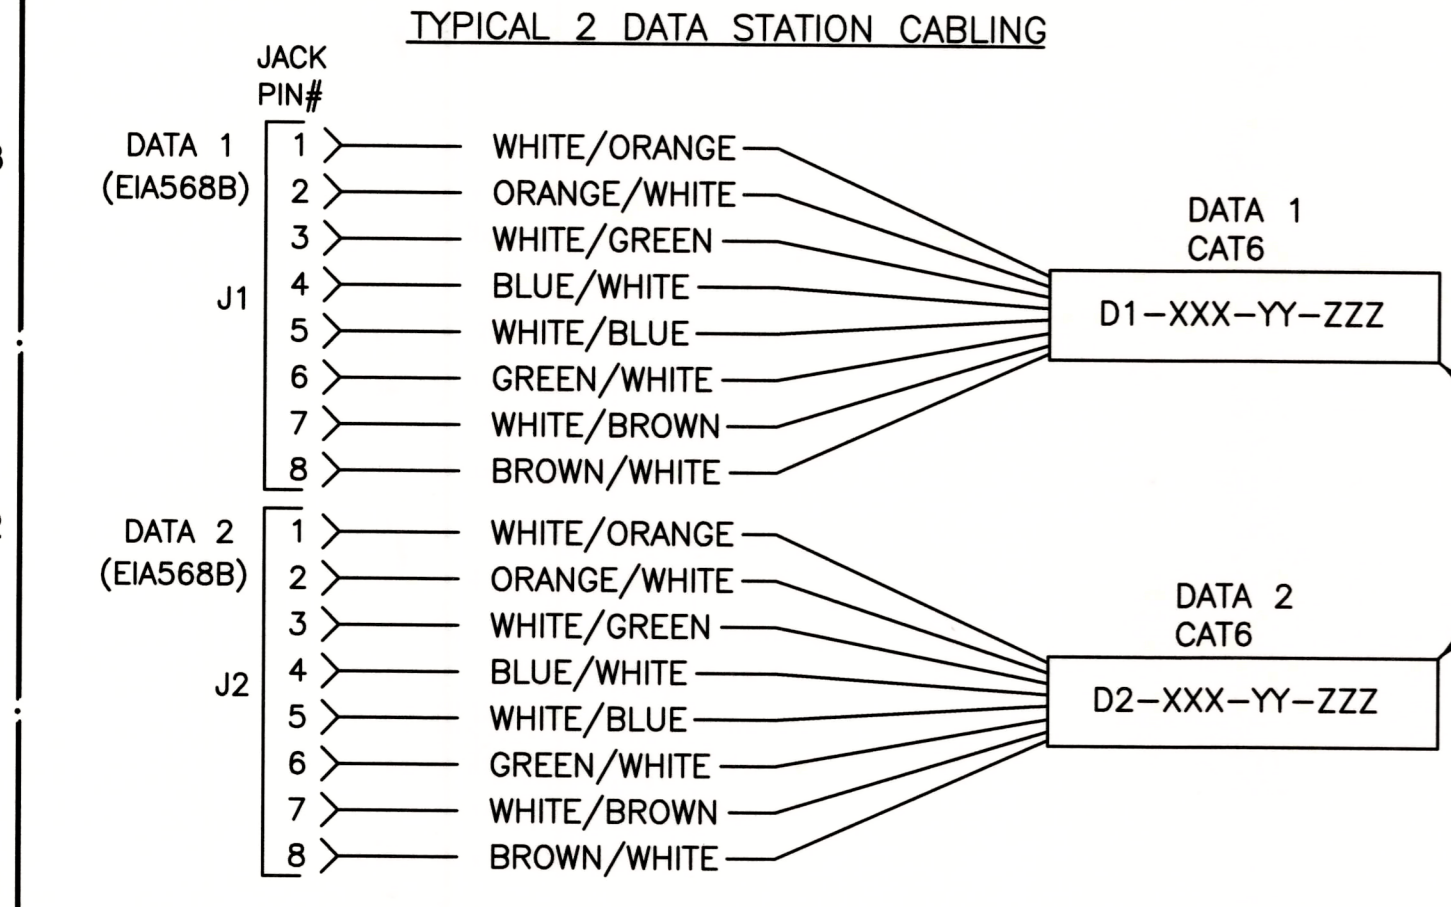 TYPICAL 2 DATA STATION CABLING
JACK
PIN#
DATA 1
(EIA568B)
J1
1 WHITE/ORANGE
2 ORANGE/WHITE
3 WHITE/GREEN
4 BLUE/WHITE
5 WHITE/BLUE
6 GREEN/WHITE
7 WHITE/BROWN
8 BROWN/WHITE
DATA 1
CAT6
D1-XXX-YY-ZZZ
DATA 2
(EIA568B)
J2
1 WHITE/ORANGE
2 ORANGE/WHITE
3 WHITE/GREEN
4 BLUE/WHITE
5 WHITE/BLUE
6 GREEN/WHITE
7 WHITE/BROWN
8 BROWN/WHITE
DATA 2
CAT6
D2-XXX-YY-ZZZ